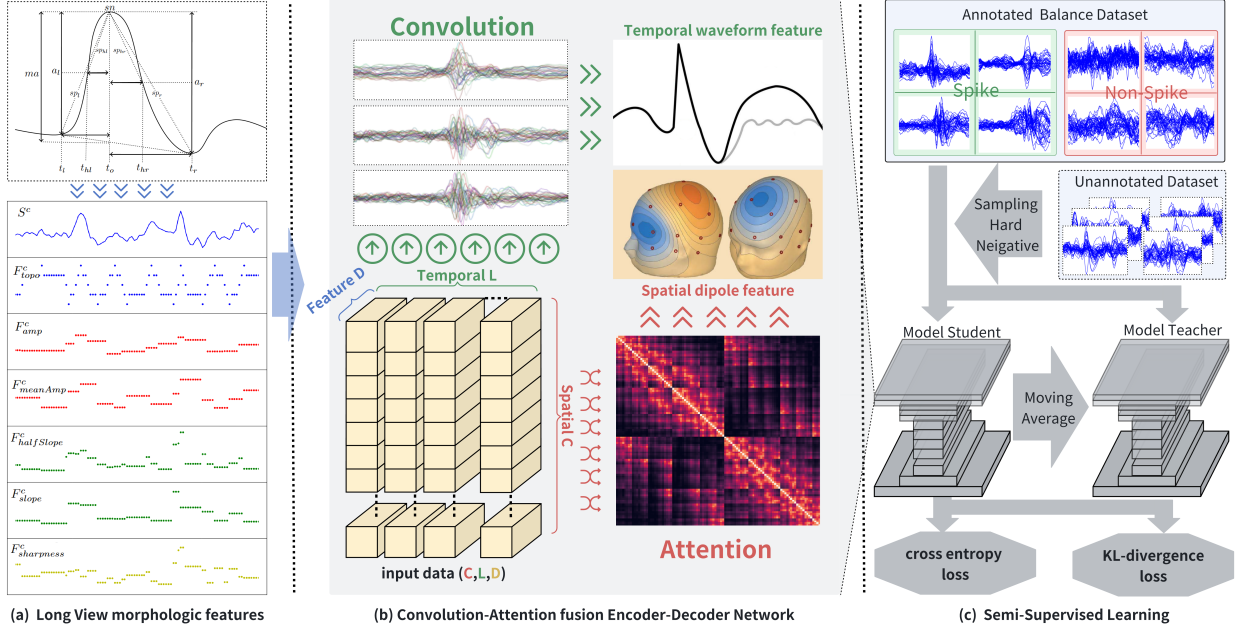 sn
ma
a_l
sp_hl
sp_hr
a_r
sp_l
sp_r
t_l
t_hl
t_o
t_hr
t_r
S^c
F^c_topo
F^c_amp
F^c_meanAmp
F^c_halfSlope
F^c_slope
F^c_sharpness
(a) Long View morphologic features
Convolution
Temporal waveform feature
Temporal L
Feature D
Spatial C
Spatial dipole feature
Attention
input data (C,L,D)
(b) Convolution-Attention fusion Encoder-Decoder Network
Annotated Balance Dataset
Spike
Non-Spike
Sampling
Hard
Neigative
Unannotated Dataset
Model Student
Model Teacher
Moving
Average
cross entropy
loss
KL-divergence
loss
(c) Semi-Supervised Learning